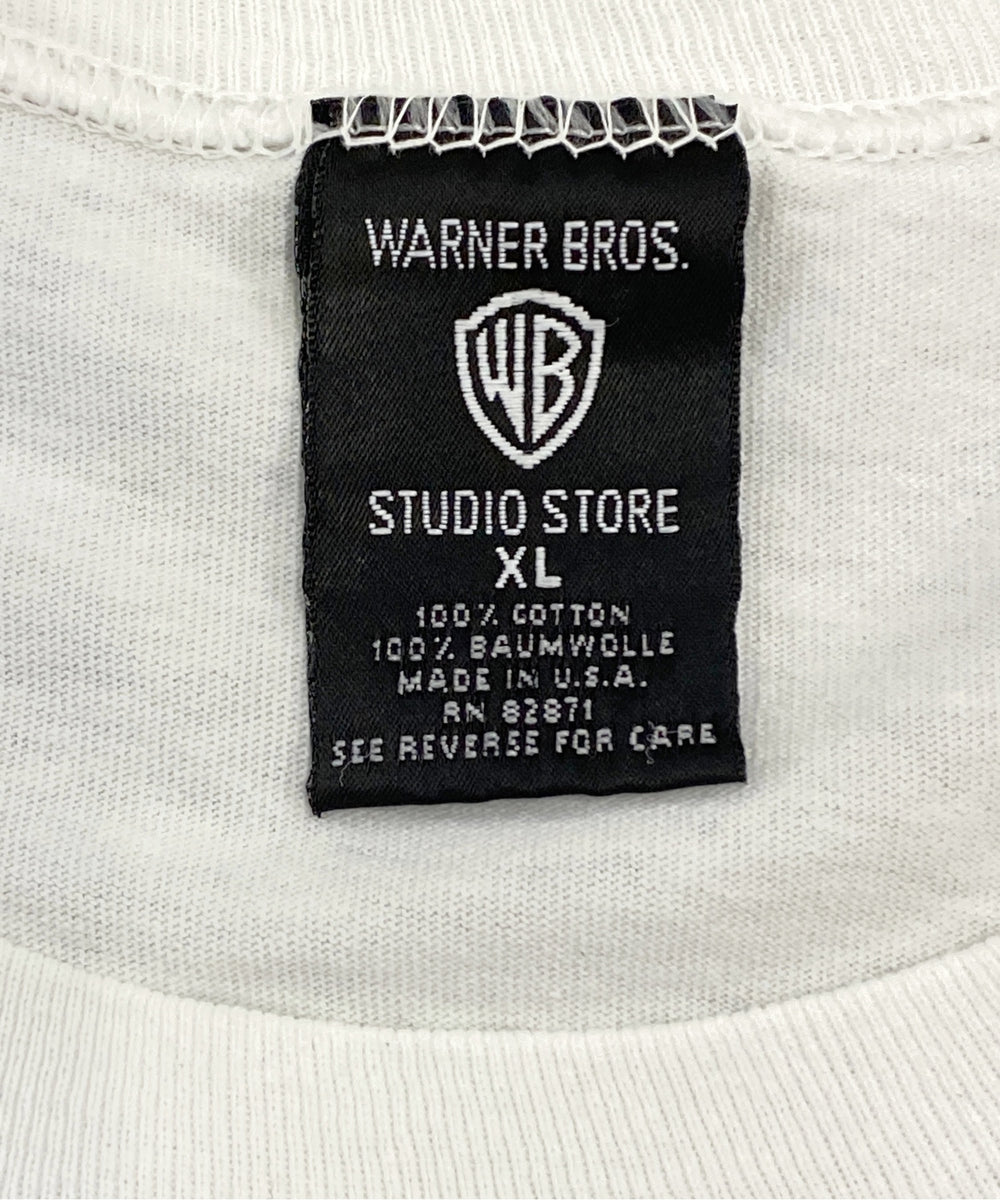 WARNER BROS.
WB
STUDIO STORE
XL
100% COTTON
100% BAUMWOLLE
MADE IN U.S.A.
RN 82871
SEE REVERSE FOR CARE